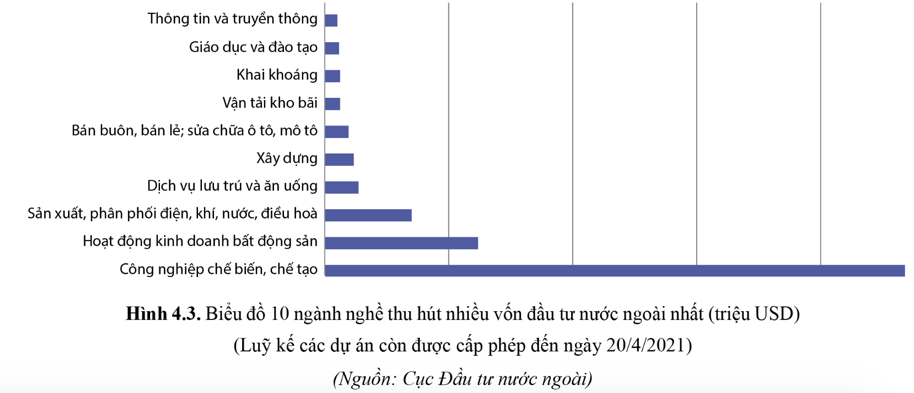 Thông tin và truyền thông
Giáo dục và đào tạo
Khai khoáng
Vận tải kho bãi
Bán buôn, bán lẻ; sửa chữa ô tô, mô tô
Xây dựng
Dịch vụ lưu trú và ăn uống
Sản xuất, phân phối điện, khí, nước, điều hoà
Hoạt động kinh doanh bất động sản
Công nghiệp chế biến, chế tạo
Hình 4.3. Biểu đồ 10 ngành nghề thu hút nhiều vốn đầu tư nước ngoài nhất (triệu USD)
(Luỹ kế các dự án còn được cấp phép đến ngày 20/4/2021)
(Nguồn: Cục Đầu tư nước ngoài)